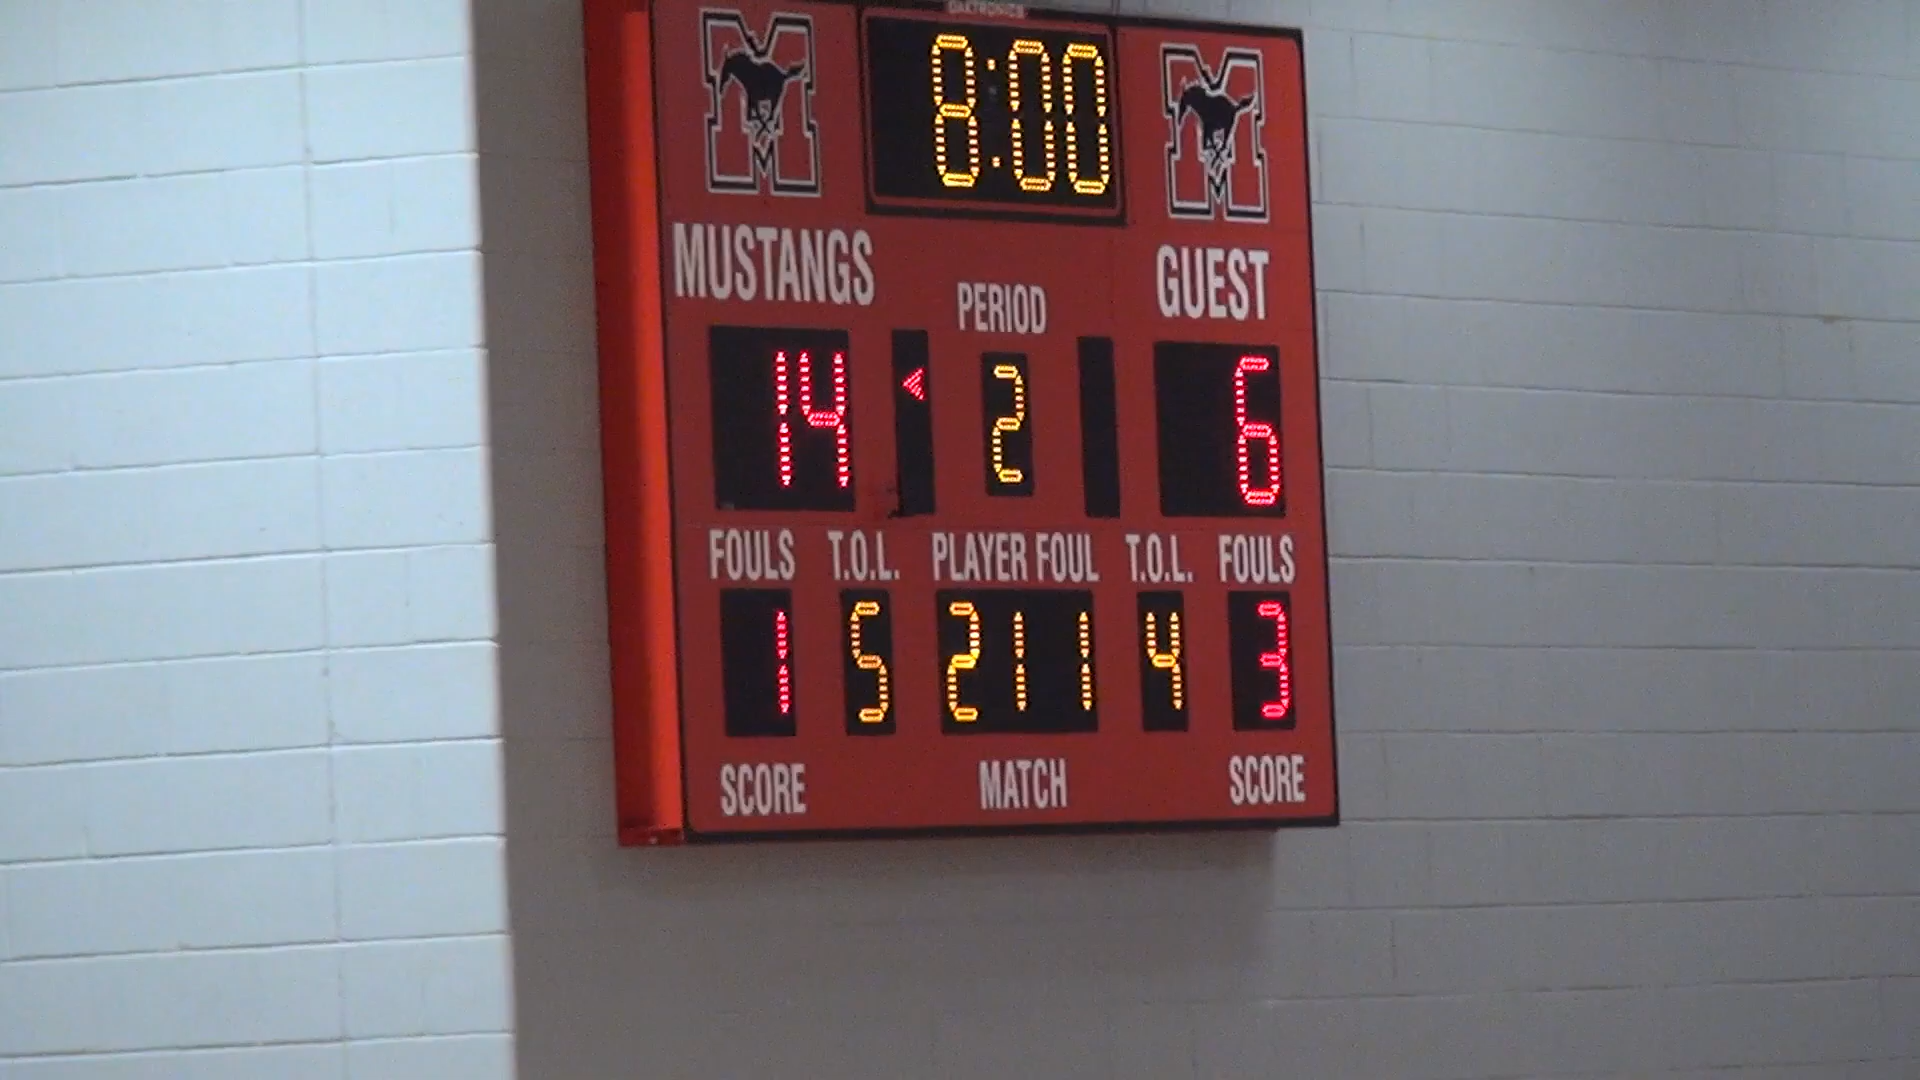 DAKTRONICS
M 8:00 M
MUSTANGS GUEST
PERIOD
14 2 6
FOULS T.O.L. PLAYER FOUL T.O.L. FOULS
1 5 21 1 4 3
SCORE MATCH SCORE